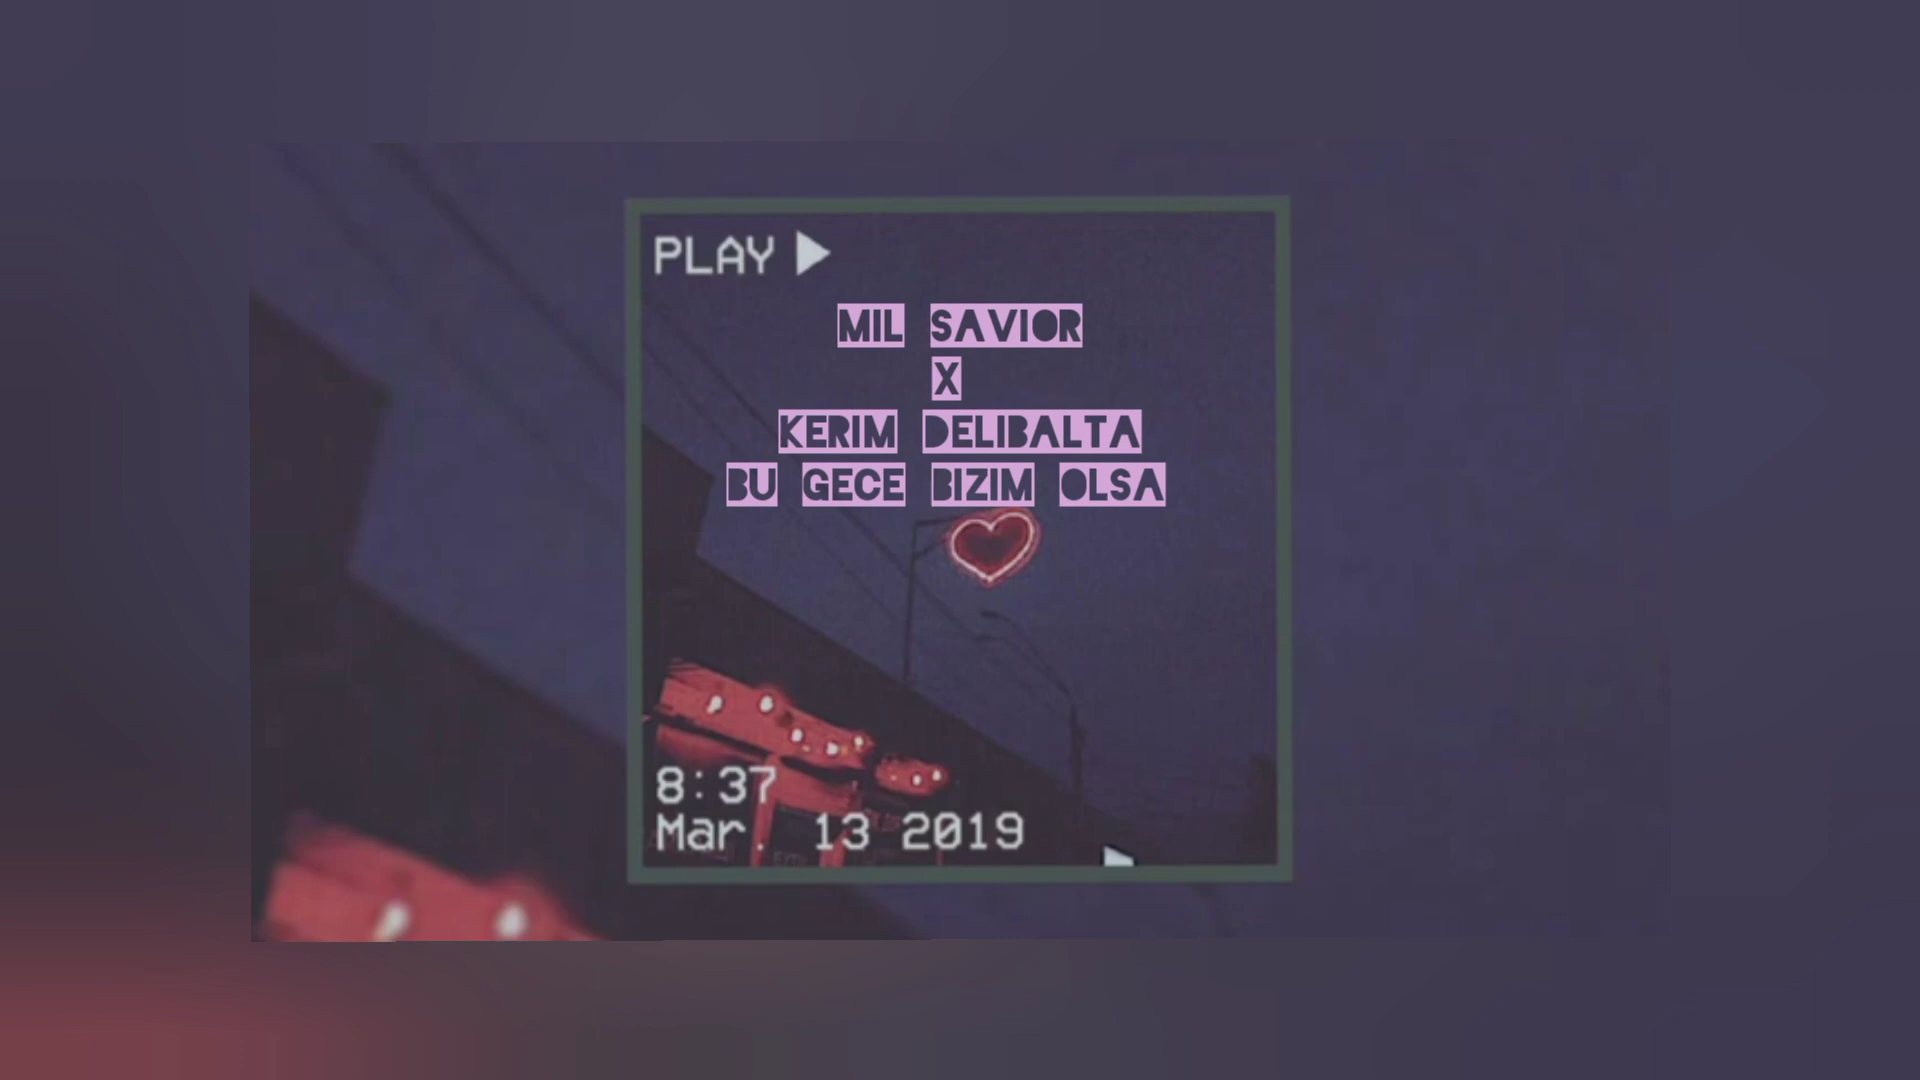 PLAY
MIL SAVIOR
X
KERIM DELIBALTA
BU GECE BIZIM OLSA
8:37
Mar. 13 2019